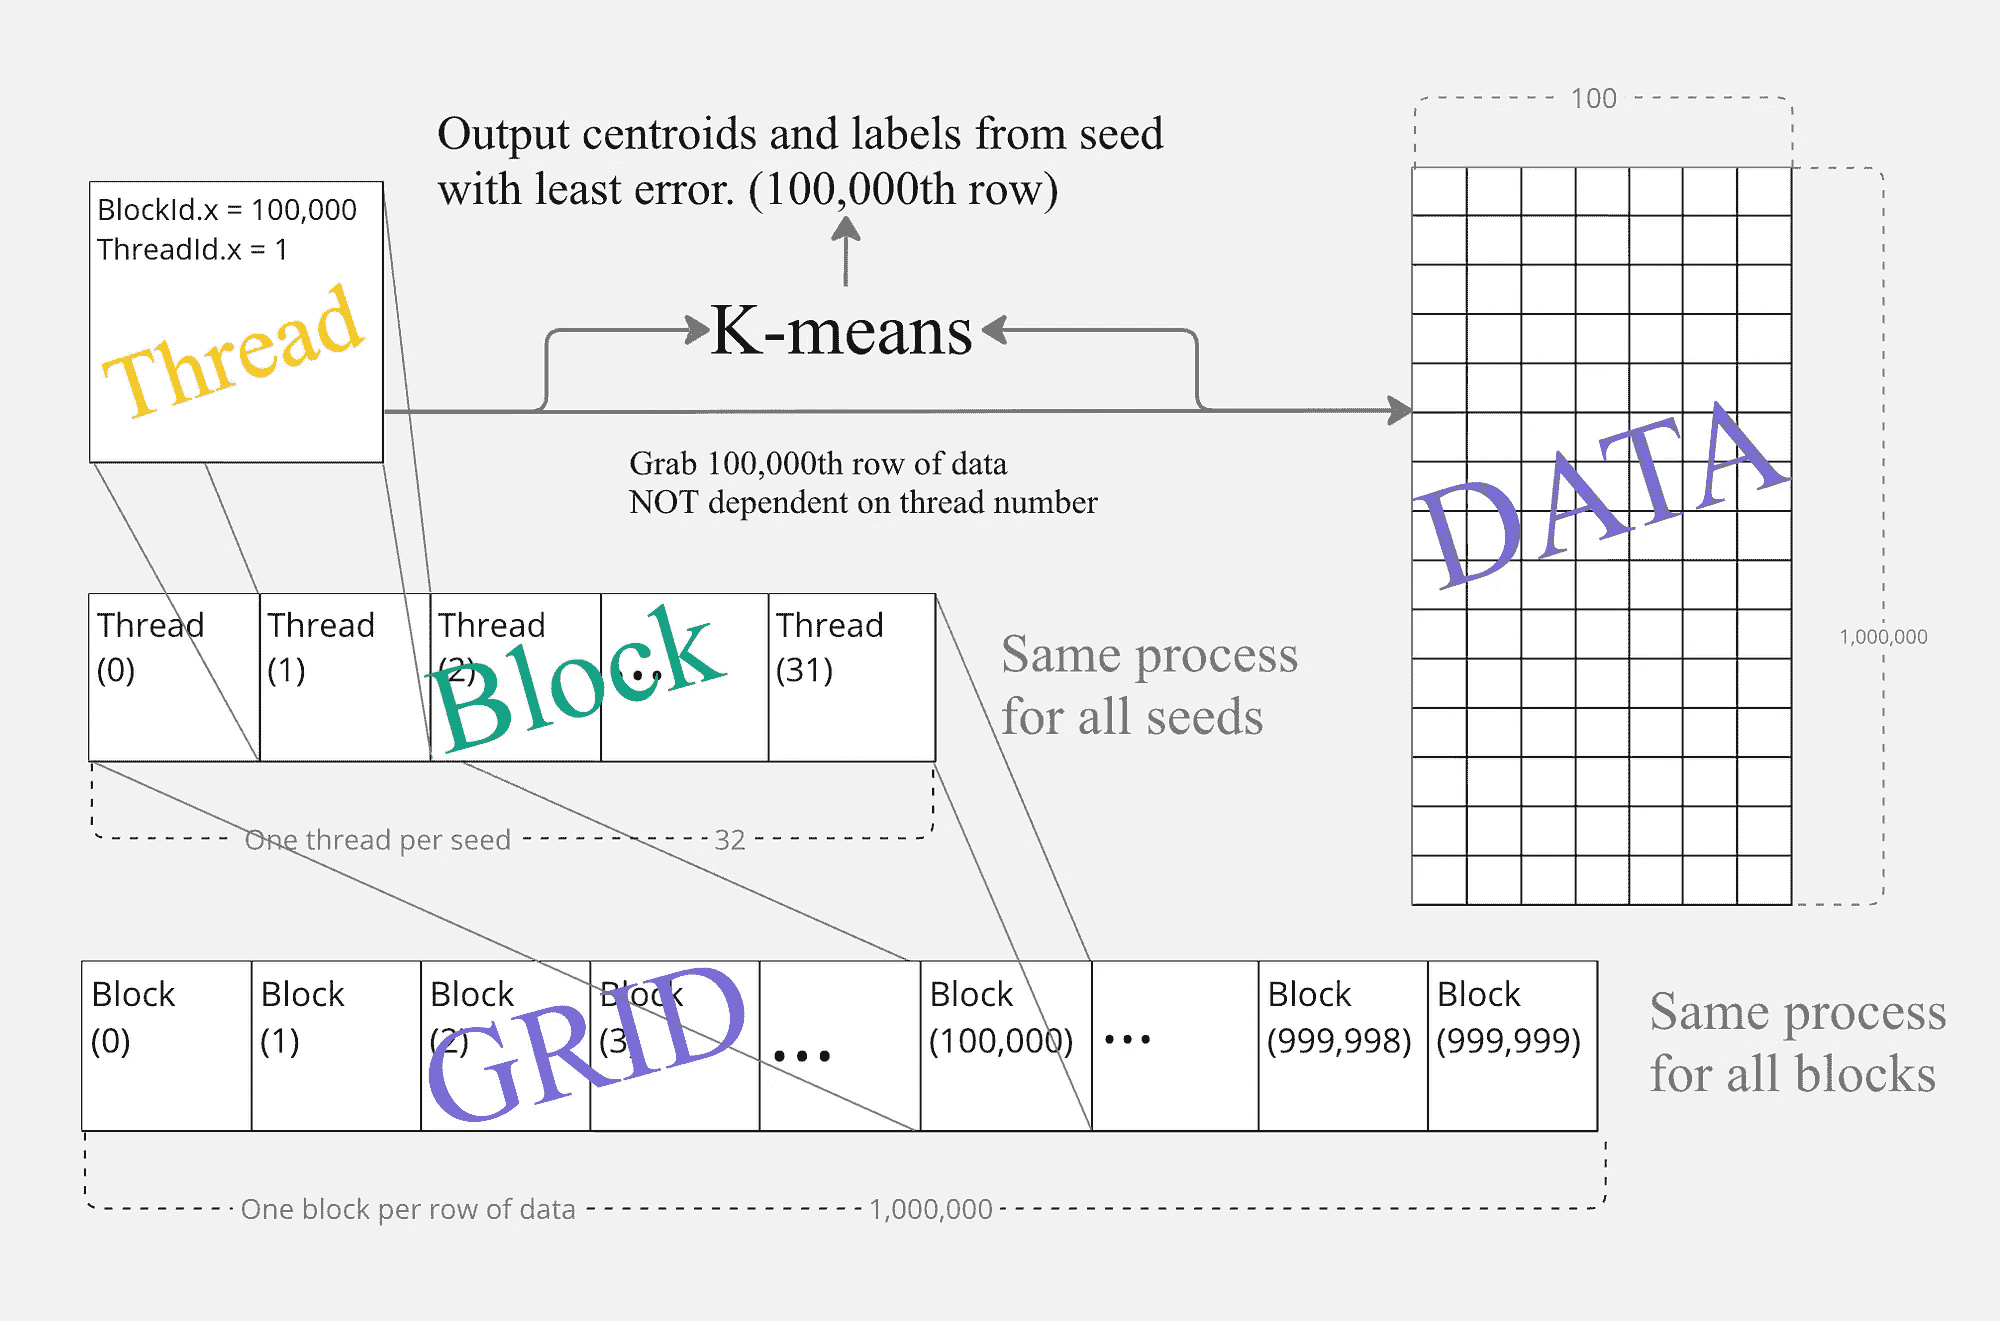 100
Output centroids and labels from seed
with least error. (100,000th row)
BlockId.x = 100,000
ThreadId.x = 1
Thread
K-means
Grab 100,000th row of data
NOT dependent on thread number
DATA
1,000,000
Thread
(0)
Thread
(1)
Thread
(2)
...
Thread
(31)
Block
Same process
for all seeds
One thread per seed
32
Block
(0)
Block
(1)
Block
(2)
Block
(3)
...
Block
(100,000)
...
Block
(999,998)
Block
(999,999)
GRID
Same process
for all blocks
One block per row of data
1,000,000